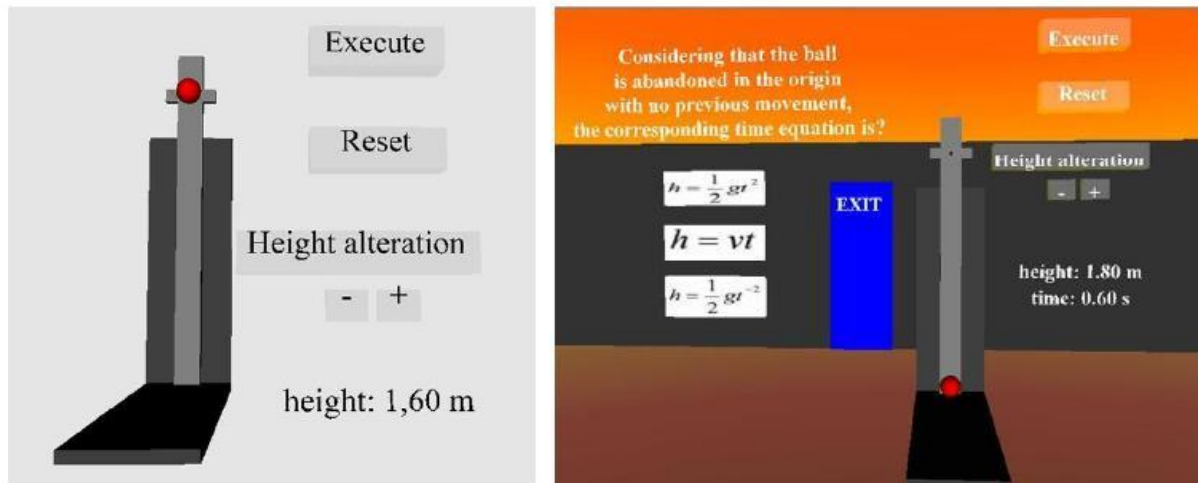 Execute
Reset
Height alteration
- +
height: 1,60 m
Considering that the ball
is abandoned in the origin
with no previous movement,
the corresponding time equation is?
h = 1/2 gt²
h = vt
h = 1/2 gt⁻²
EXIT
Execute
Reset
Height alteration
- +
height: 1.80 m
time: 0.60 s